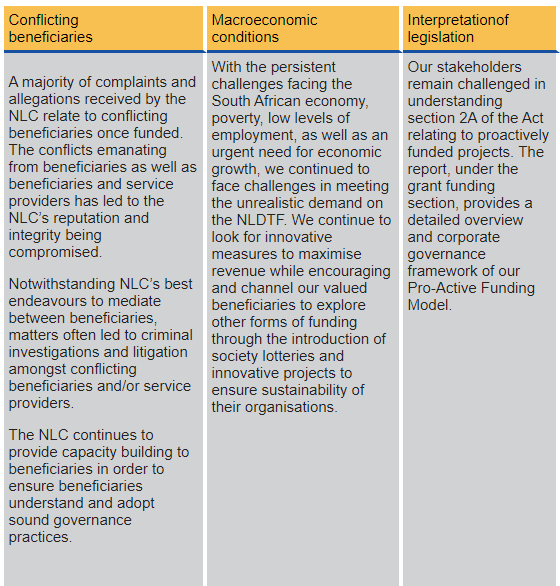 Conflicting
beneficiaries
A majority of complaints and
allegations received by the
NLC relate to conflicting
beneficiaries once funded.
The conflicts emanating
from beneficiaries as well as
beneficiaries and service
providers has led to the
NLC's reputation and
integrity being
compromised.
Notwithstanding NLC's best
endeavours to mediate
between beneficiaries,
matters often led to criminal
investigations and litigation
amongst conflicting
beneficiaries and/or service
providers.
The NLC continues to
provide capacity building to
beneficiaries in order to
ensure beneficiaries
understand and adopt
sound governance
practices.
Macroeconomic
conditions
With the persistent
challenges facing the
South African economy,
poverty, low levels of
employment, as well as an
urgent need for economic
growth, we continued to
face challenges in meeting
the unrealistic demand on
the NLDTF. We continue to
look for innovative
measures to maximise
revenue while encouraging
and channel our valued
beneficiaries to explore
other forms of funding
through the introduction of
society lotteries and
innovative projects to
ensure sustainability of
their organisations.
Interpretationof
legislation
Our stakeholders
remain challenged in
understanding
section 2A of the Act
relating to proactively
funded projects. The
report, under the
grant funding
section, provides a
detailed overview
and corporate
governance
framework of our
Pro-Active Funding
Model.